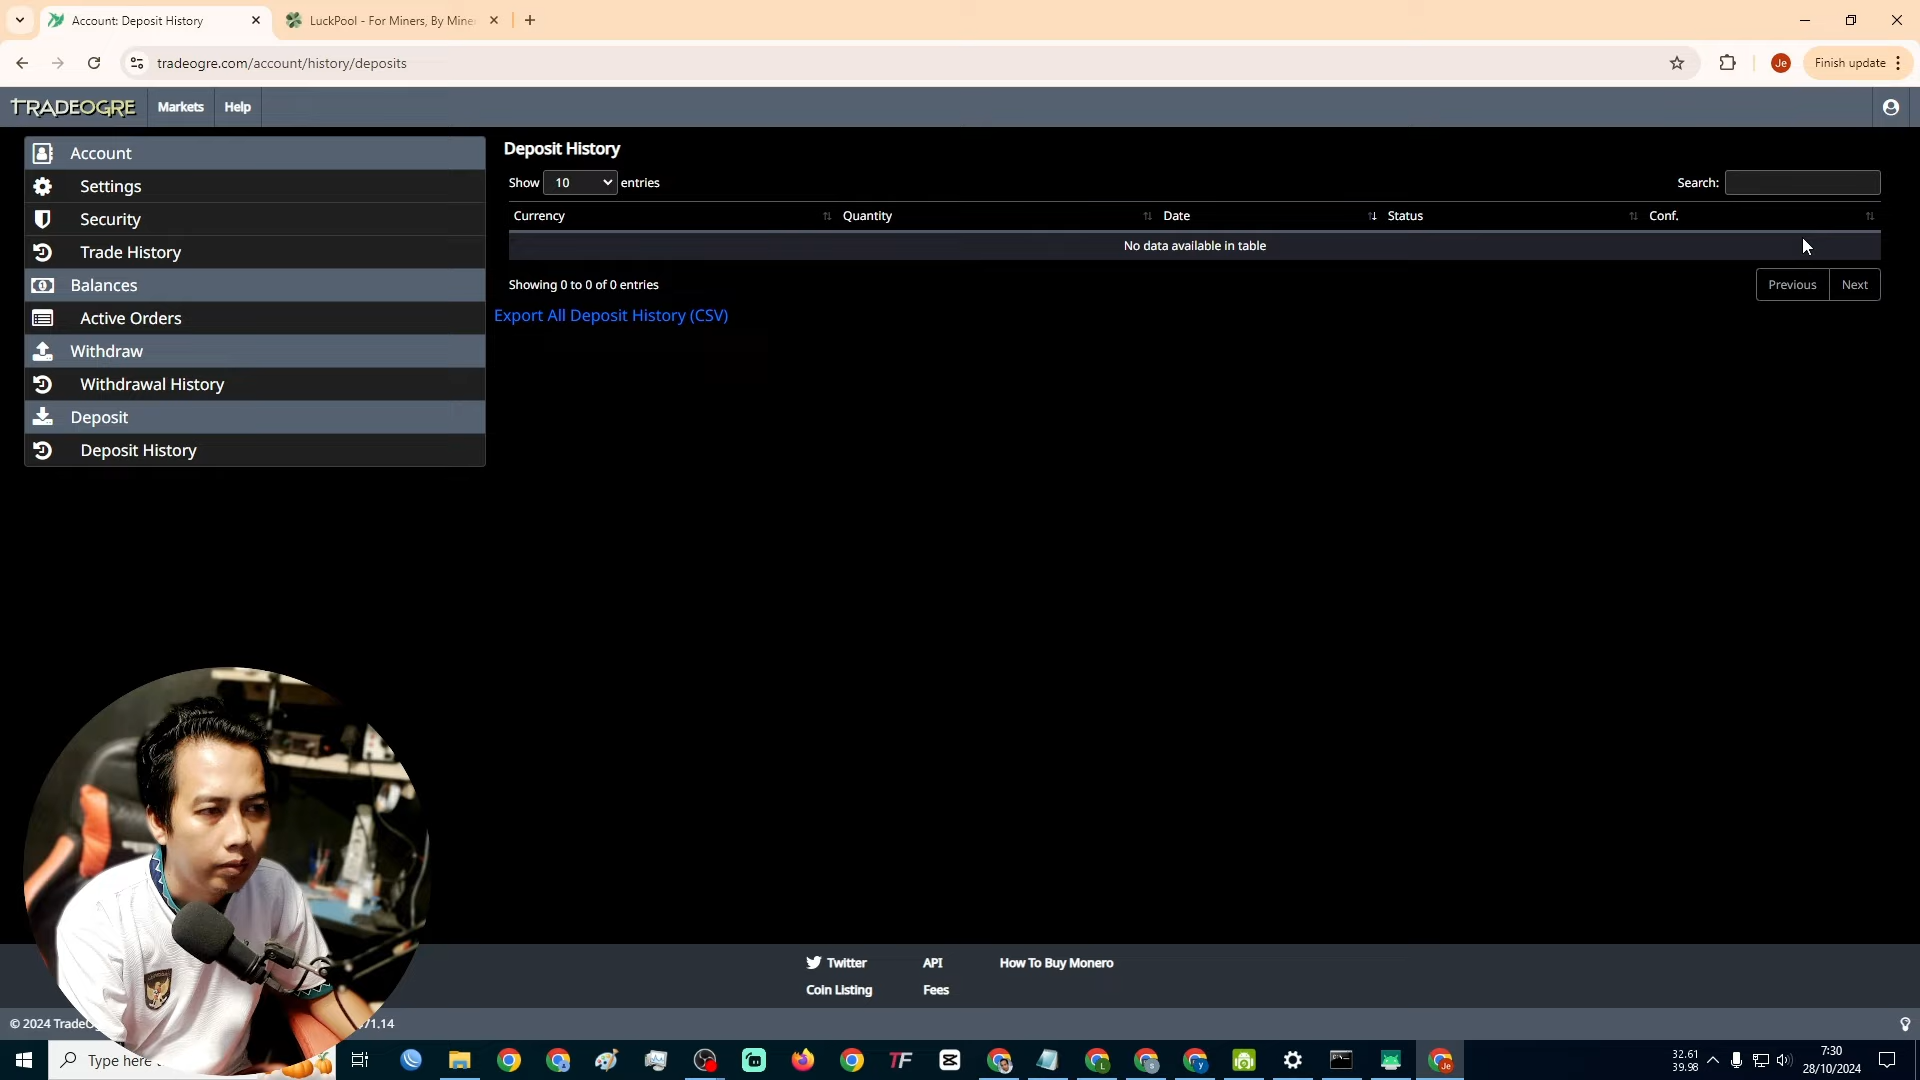 Account: Deposit History
LuckPool - For Miners, By Mine
tradeogre.com/account/history/deposits
Je
Finish update
TRADEOGRE
Markets
Help
Account
Settings
Security
Trade History
Balances
Active Orders
Withdraw
Withdrawal History
Deposit
Deposit History
Deposit History
Show 10 entries
Search:
Currency Quantity Date Status Conf.
No data available in table
Showing 0 to 0 of 0 entries
Previous Next
Export All Deposit History (CSV)
Twitter API How To Buy Monero
Coin Listing Fees
© 2024 TradeOg
71.14
Type here
TF
Je
32.61
39.98
7:30
28/10/2024